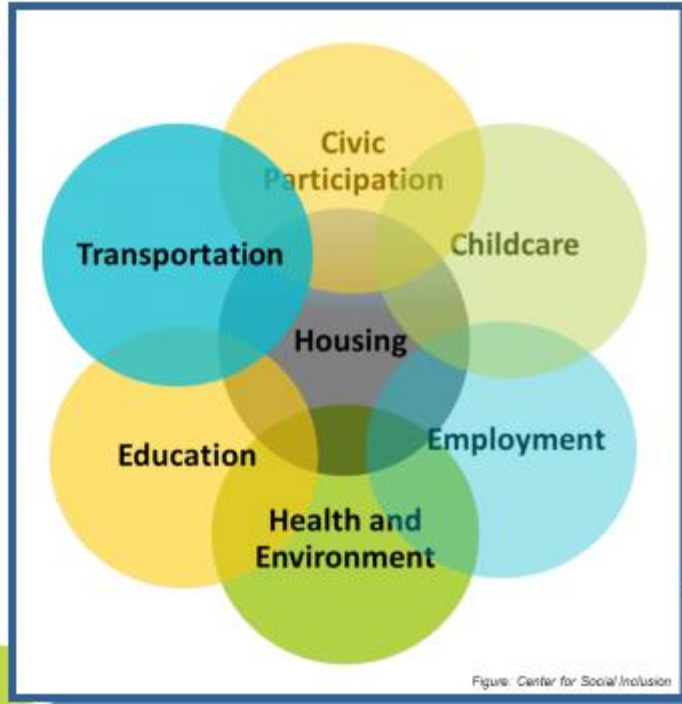 Civic
Participation
Transportation
Childcare
Housing
Education
Employment
Health and
Environment
Figure: Center for Social Inclusion